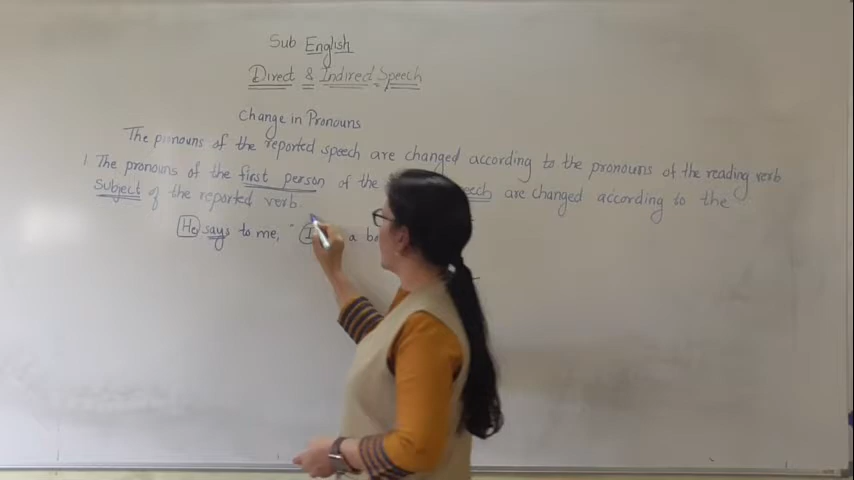 Sub English
Direct & Indired Speech
Change in Pronouns
The pronouns of the reported speech are changed according to the pronouns of the reading verb
1. The pronouns of the first person of the speech are changed according to the
Subject of the reported verb
He says to me, " I a